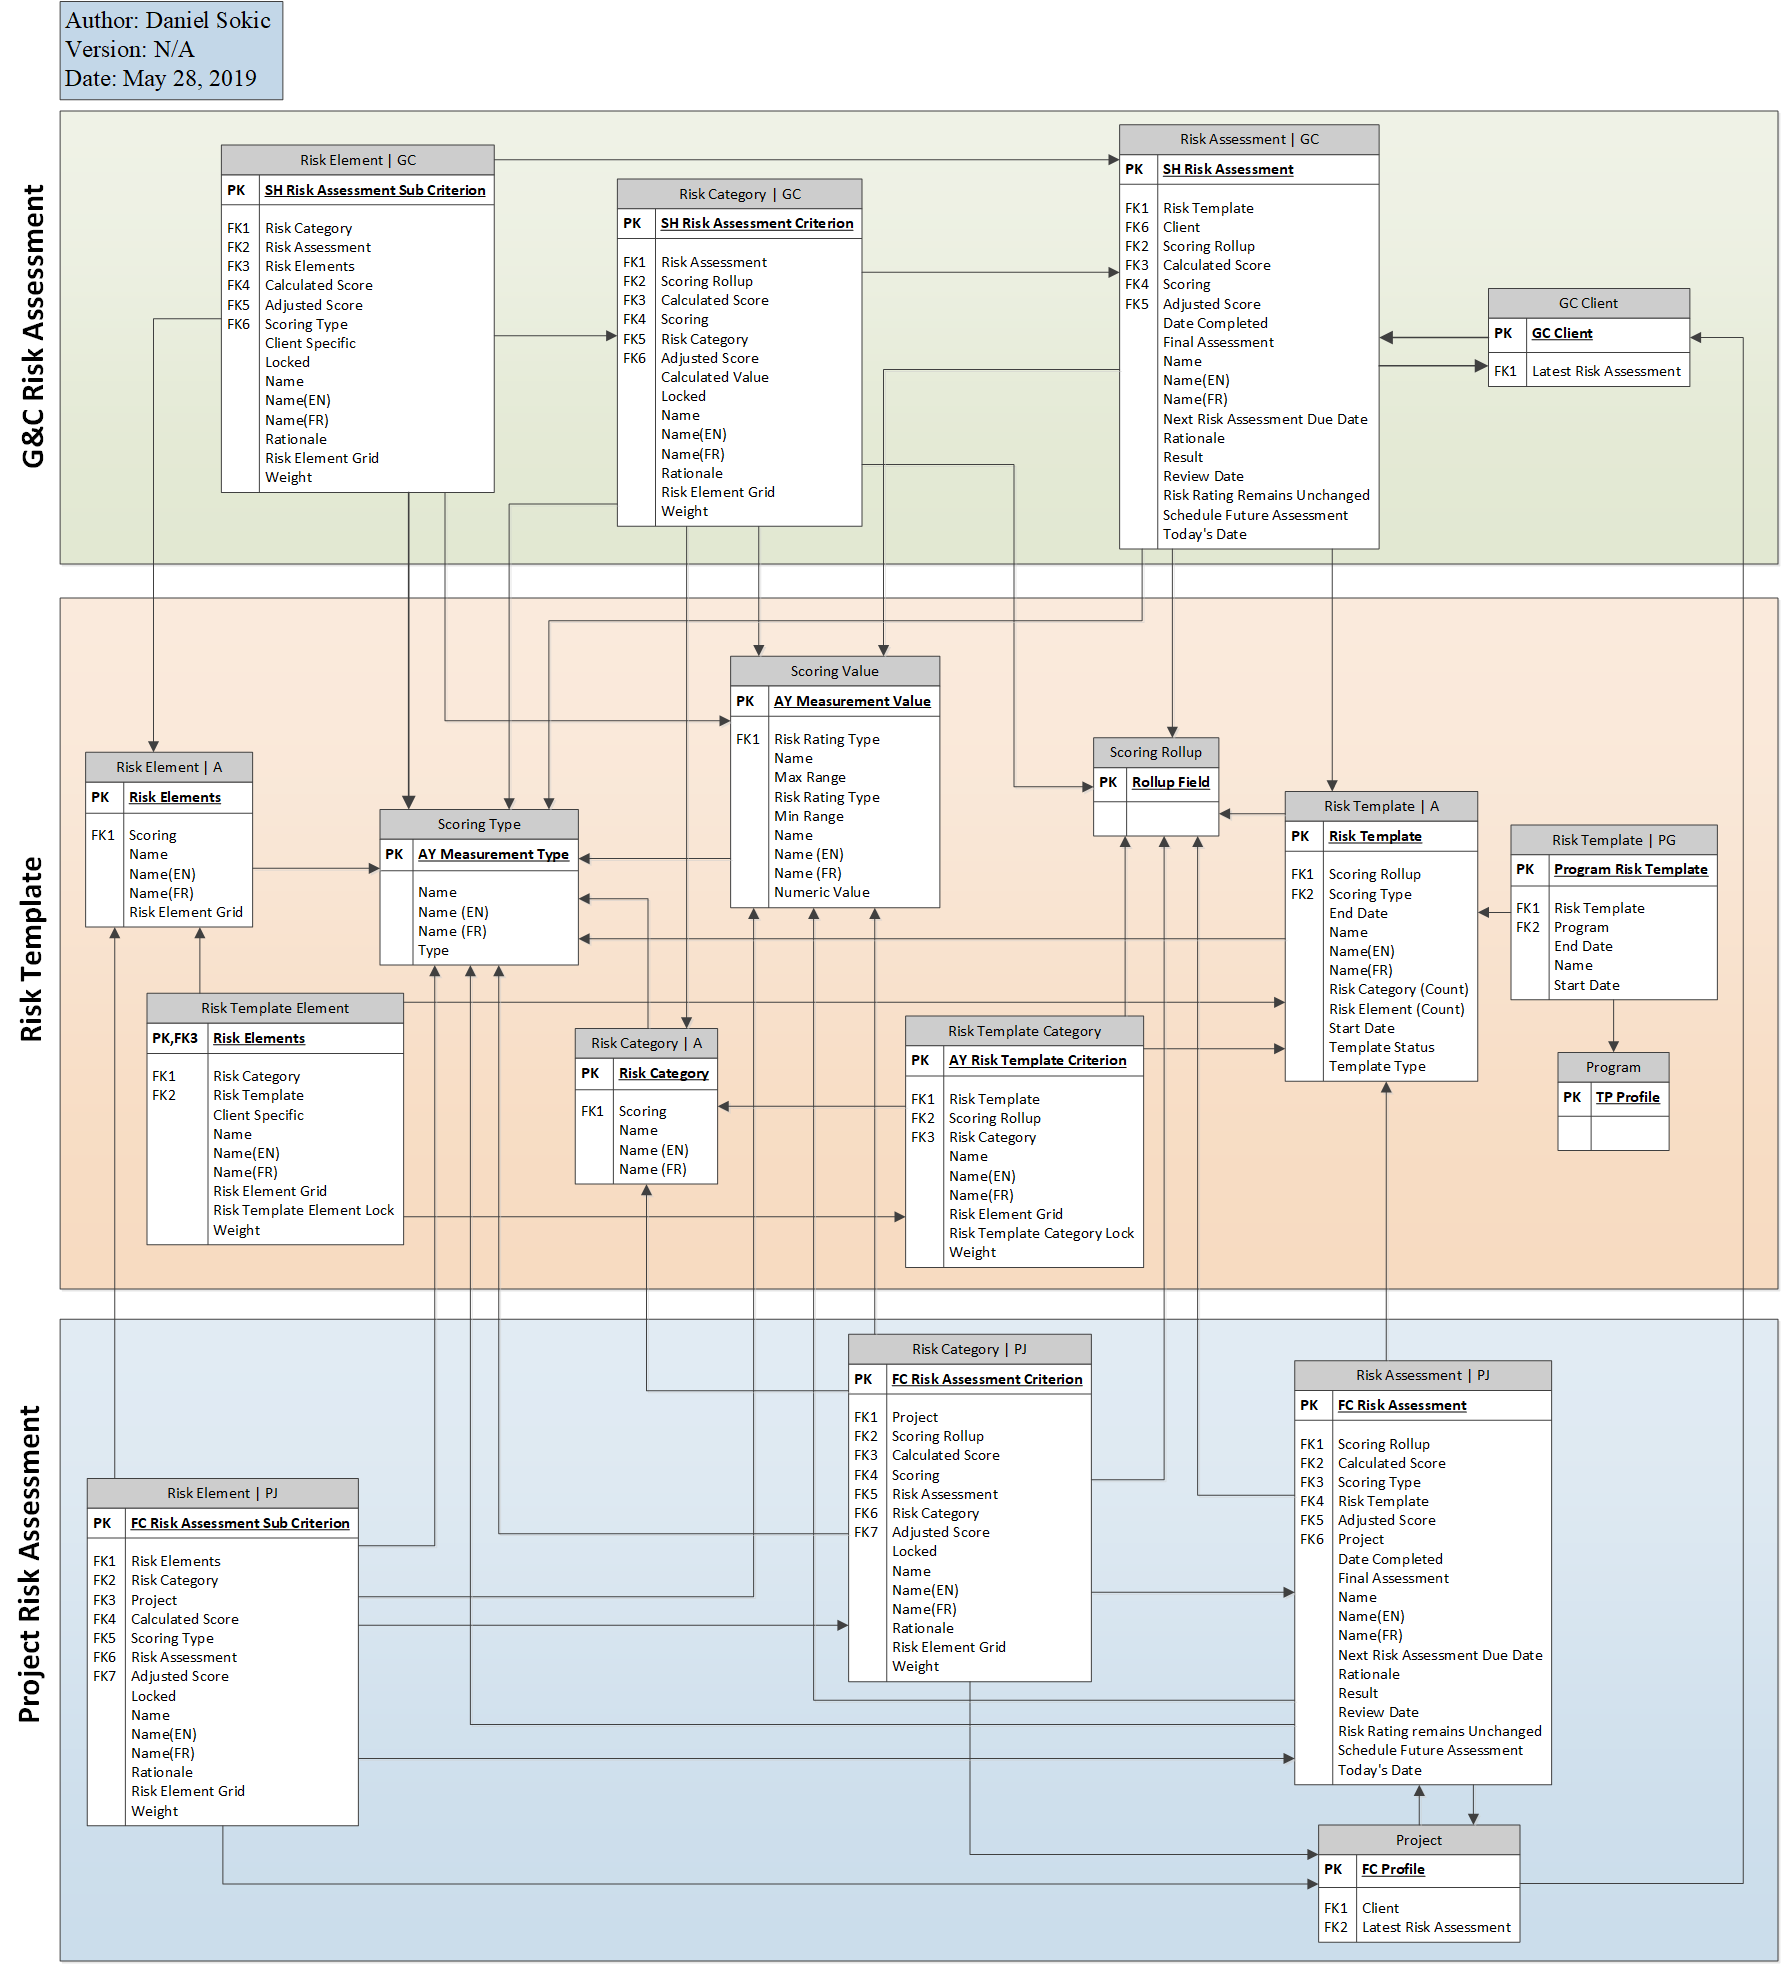 Author: Daniel Sokic
Version: N/A
Date: May 28, 2019
G&C Risk Assessment
Risk Element | GC
PK SH Risk Assessment Sub Criterion
FK1 Risk Category
FK2 Risk Assessment
FK3 Risk Elements
FK4 Calculated Score
FK5 Adjusted Score
FK6 Scoring Type
Client Specific
Locked
Name
Name(EN)
Name(FR)
Rationale
Risk Element Grid
Weight
Risk Category | GC
PK SH Risk Assessment Criterion
FK1 Risk Assessment
FK2 Scoring Rollup
FK3 Calculated Score
FK4 Scoring
FK5 Risk Category
FK6 Adjusted Score
Calculated Value
Locked
Name
Name(EN)
Name(FR)
Rationale
Risk Element Grid
Weight
Risk Assessment | GC
PK SH Risk Assessment
FK1 Risk Template
FK6 Client
FK2 Scoring Rollup
FK3 Calculated Score
FK4 Scoring
FK5 Adjusted Score
Date Completed
Final Assessment
Name
Name(EN)
Name(FR)
Next Risk Assessment Due Date
Rationale
Result
Review Date
Risk Rating Remains Unchanged
Schedule Future Assessment
Today's Date
GC Client
PK GC Client
FK1 Latest Risk Assessment
Risk Template
Risk Element | A
PK Risk Elements
FK1 Scoring
Name
Name(EN)
Name(FR)
Risk Element Grid
Scoring Type
PK AY Measurement Type
Name
Name (EN)
Name (FR)
Type
Scoring Value
PK AY Measurement Value
FK1 Risk Rating Type
Name
Max Range
Risk Rating Type
Min Range
Name
Name (EN)
Name (FR)
Numeric Value
Scoring Rollup
PK Rollup Field
Risk Template | A
PK Risk Template
FK1 Scoring Rollup
FK2 Scoring Type
End Date
Name
Name(EN)
Name(FR)
Risk Category (Count)
Risk Element (Count)
Start Date
Template Status
Template Type
Risk Template | PG
PK Program Risk Template
FK1 Risk Template
FK2 Program
End Date
Name
Start Date
Program
PK TP Profile
Risk Template Element
PK,FK3 Risk Elements
FK1 Risk Category
FK2 Risk Template
Client Specific
Name
Name(EN)
Name(FR)
Risk Element Grid
Risk Template Element Lock
Weight
Risk Category | A
PK Risk Category
FK1 Scoring
Name
Name (EN)
Name (FR)
Risk Template Category
PK AY Risk Template Criterion
FK1 Risk Template
FK2 Scoring Rollup
FK3 Risk Category
Name
Name(EN)
Name(FR)
Risk Element Grid
Risk Template Category Lock
Weight
Project Risk Assessment
Risk Element | PJ
PK FC Risk Assessment Sub Criterion
FK1 Risk Elements
FK2 Risk Category
FK3 Project
FK4 Calculated Score
FK5 Scoring Type
FK6 Risk Assessment
FK7 Adjusted Score
Locked
Name
Name(EN)
Name(FR)
Rationale
Risk Element Grid
Weight
Risk Category | PJ
PK FC Risk Assessment Criterion
FK1 Project
FK2 Scoring Rollup
FK3 Calculated Score
FK4 Scoring
FK5 Risk Assessment
FK6 Risk Category
FK7 Adjusted Score
Locked
Name
Name(EN)
Name(FR)
Rationale
Risk Element Grid
Weight
Risk Assessment | PJ
PK FC Risk Assessment
FK1 Scoring Rollup
FK2 Calculated Score
FK3 Scoring Type
FK4 Risk Template
FK5 Adjusted Score
FK6 Project
Date Completed
Final Assessment
Name
Name(EN)
Name(FR)
Next Risk Assessment Due Date
Rationale
Result
Review Date
Risk Rating remains Unchanged
Schedule Future Assessment
Today's Date
Project
PK FC Profile
FK1 Client
FK2 Latest Risk Assessment